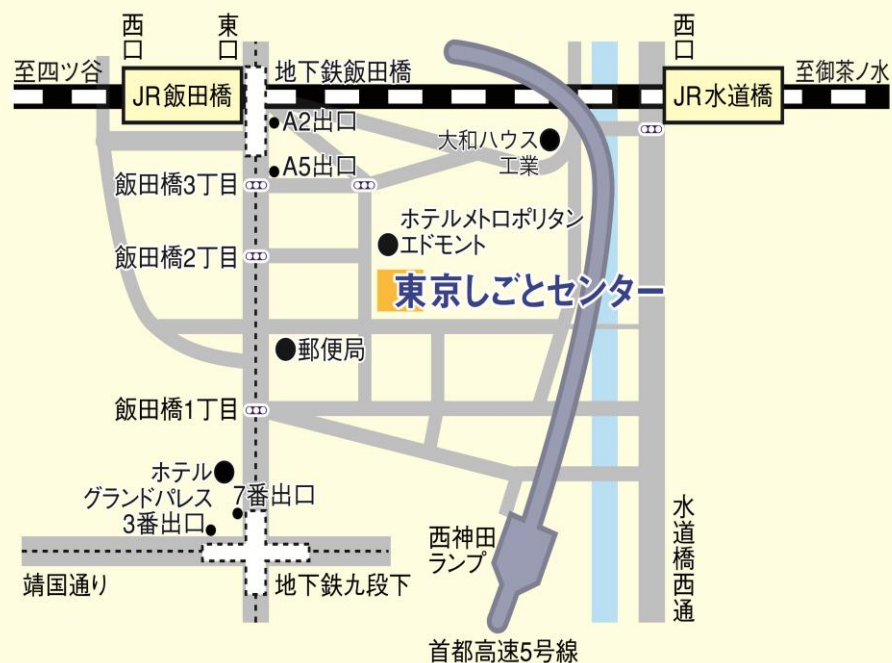 西口
東口
西口
至四ツ谷
JR飯田橋
地下鉄飯田橋
JR水道橋
至御茶ノ水
A2出口
大和ハウス
工業
A5出口
飯田橋3丁目
ホテルメトロポリタン
エドモント
飯田橋2丁目
東京しごとセンター
郵便局
飯田橋1丁目
ホテル
グランドパレス
7番出口
3番出口
西神田
ランプ
水道橋西通
靖国通り
地下鉄九段下
首都高速5号線